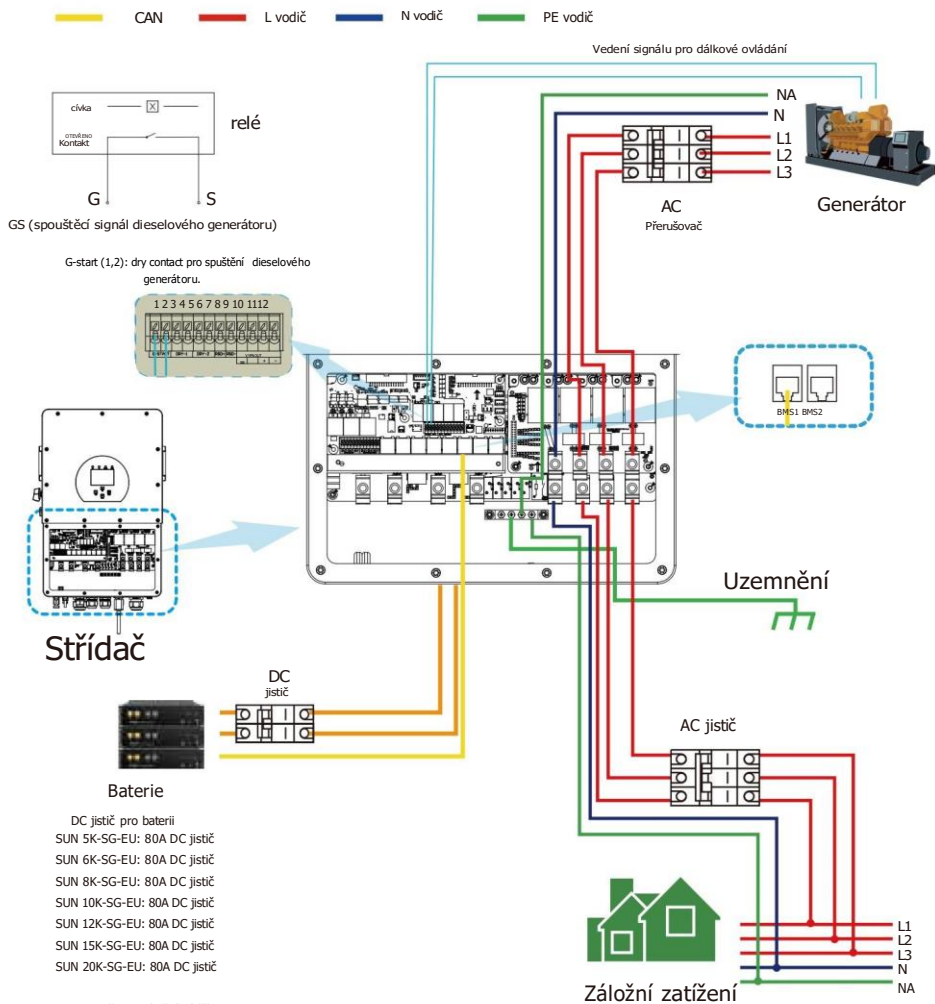 CAN
L vodič
N vodič
PE vodič
Vedení signálu pro dálkové ovládání
cívka
relé
OTEVŘENO
Kontakt
G
S
GS (spouštěcí signál dieselového generátoru)
NA
N
L1
L2
L3
AC
Přerušovač
Generátor
G-start (1,2): dry contact pro spuštění dieselového
generátoru.
1 2 3 4 5 6 7 8 9 10 11 12
BMS1 BMS2
Uzemnění
Střídač
DC
jistič
AC jistič
Baterie
DC jistič pro baterii
SUN 5K-SG-EU: 80A DC jistič
SUN 6K-SG-EU: 80A DC jistič
SUN 8K-SG-EU: 80A DC jistič
SUN 10K-SG-EU: 80A DC jistič
SUN 12K-SG-EU: 80A DC jistič
SUN 15K-SG-EU: 80A DC jistič
SUN 20K-SG-EU: 80A DC jistič
L1
L2
L3
N
NA
Záložní zatížení